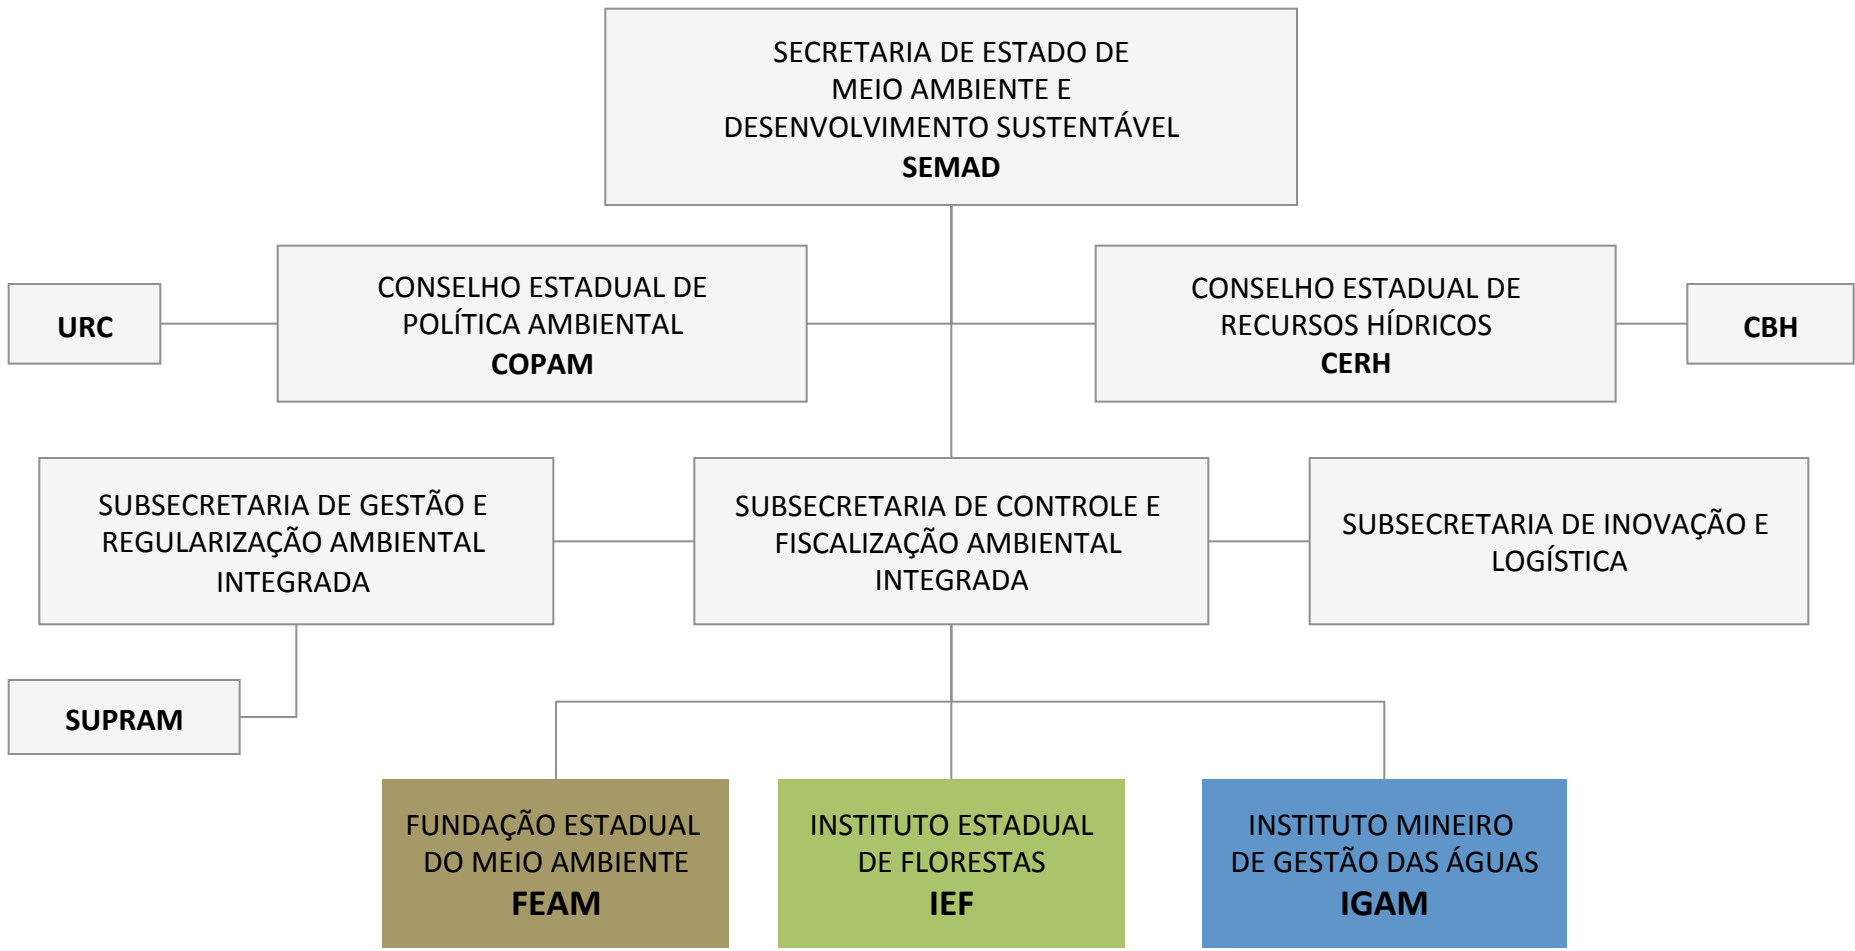 SECRETARIA DE ESTADO DE
MEIO AMBIENTE E
DESENVOLVIMENTO SUSTENTÁVEL
SEMAD
URC
CONSELHO ESTADUAL DE
POLÍTICA AMBIENTAL
COPAM
CONSELHO ESTADUAL DE
RECURSOS HÍDRICOS
CERH
CBH
SUBSECRETARIA DE GESTÃO E
REGULARIZAÇÃO AMBIENTAL
INTEGRADA
SUBSECRETARIA DE CONTROLE E
FISCALIZAÇÃO AMBIENTAL
INTEGRADA
SUBSECRETARIA DE INOVAÇÃO E
LOGÍSTICA
SUPRAM
FUNDAÇÃO ESTADUAL
DO MEIO AMBIENTE
FEAM
INSTITUTO ESTADUAL
DE FLORESTAS
IEF
INSTITUTO MINEIRO
DE GESTÃO DAS ÁGUAS
IGAM